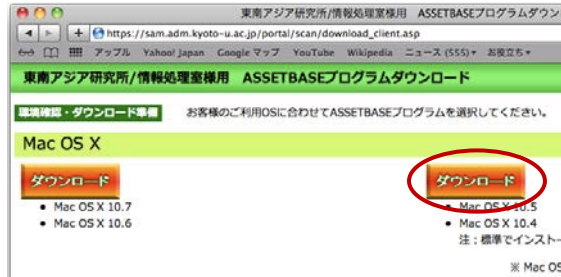 東南アジア研究所/情報処理室様用 ASSETBASEプログラムダウン
https://sam.adm.kyoto-u.ac.jp/portal/scan/download_client.asp
アップル Yahoo! Japan Google マップ YouTube Wikipedia ニュース (555)▾ お役立ち▾
東南アジア研究所/情報処理室様用 ASSETBASEプログラムダウンロード
環境確認・ダウンロード準備 お客様のご利用OSに合わせてASSETBASEプログラムを選択してください。
Mac OS X
ダウンロード ダウンロード
• Mac OS X 10.7 • Mac OS X 10.5
• Mac OS X 10.6 • Mac OS X 10.4
注：標準でインストー
※ Mac OS